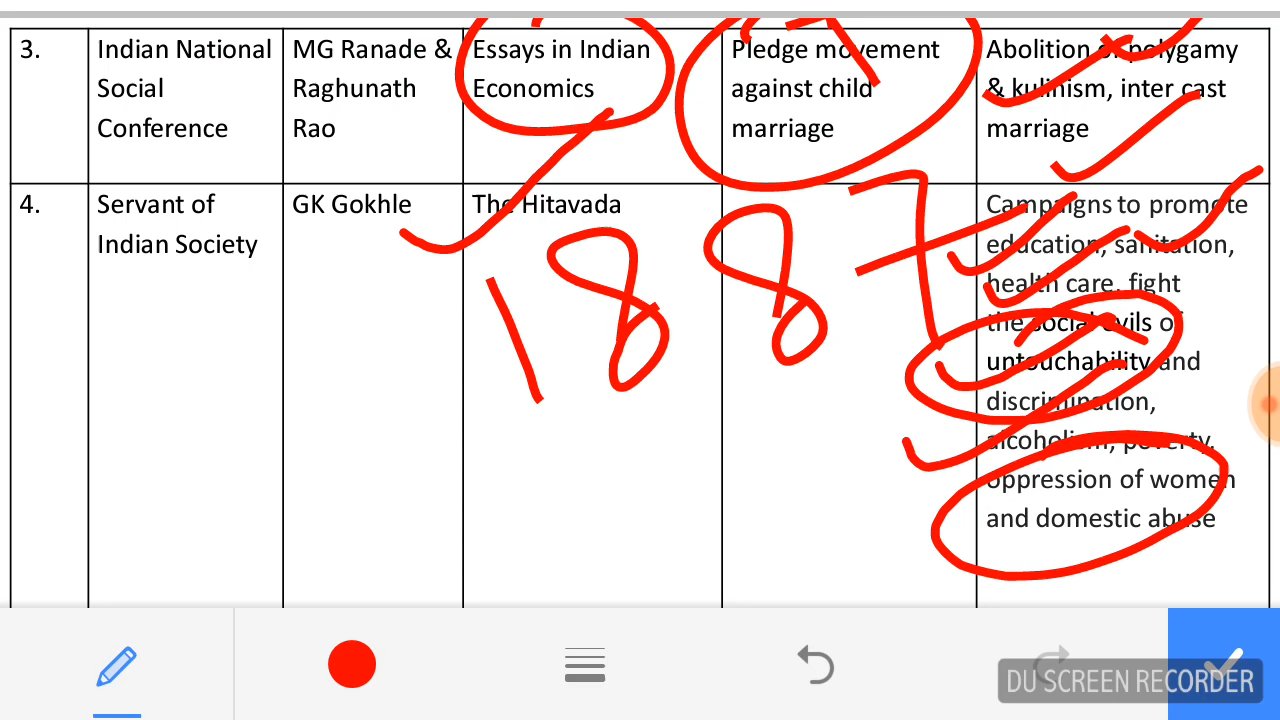 3.
Indian National
Social
Conference
MG Ranade &
Raghunath
Rao
Essays in Indian
Economics
Pledge movement
against child
marriage
Abolition of polygamy
& kulinism, inter cast
marriage
4.
Servant of
Indian Society
GK Gokhle
The Hitavada
Campaigns to promote
education, sanitation,
health care, fight
the social evils of
untouchability and
discrimination,
alcoholism, poverty,
oppression of women
and domestic abuse
1887
DU SCREEN RECORDER